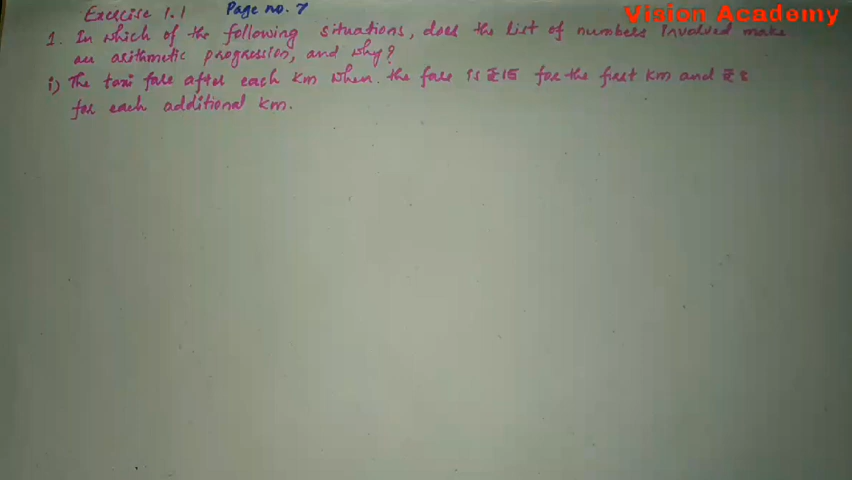 Exercise 1.1 Page no. 7
Vision Academy
1. In which of the following situations, does the list of numbers involved make
an arithmetic progression, and why?
i) The taxi fare after each km when. the fare is ₹15 for the first km and ₹8
for each additional km.